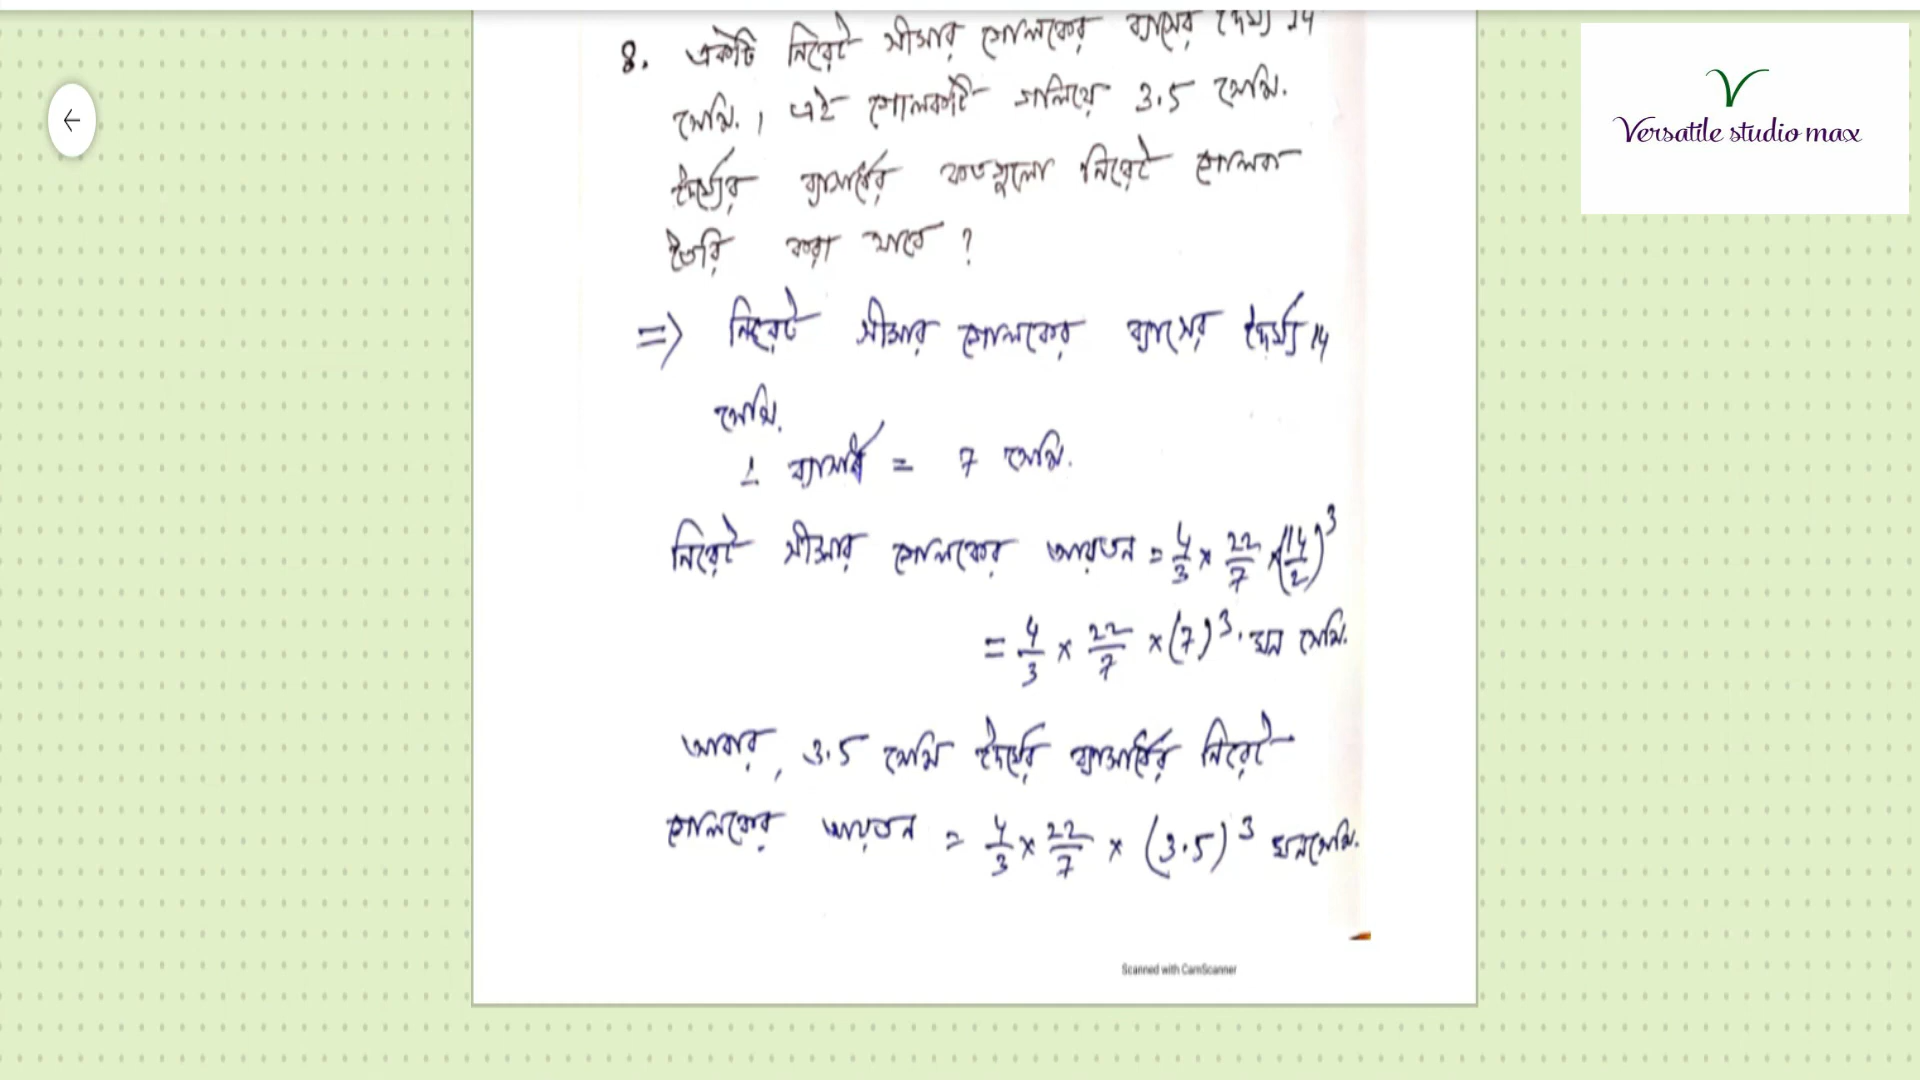 8. একটি নিরেট সীসার গোলকের ব্যাসের দৈর্ঘ্য 14
সেমি., এই গোলকটি গলিয়ে 3.5 সেমি.
দৈর্ঘ্যের ব্যাসার্ধের কতগুলো নিরেট গোলক
তৈরি করা যাবে ?
=> নিরেট সীসার গোলকের ব্যাসের দৈর্ঘ্য 14
সেমি.
∴ ব্যাসার্ধ = 7 সেমি.
নিরেট সীসার গোলকের আয়তন = 4/3 × 22/7 × (14/2)^3
= 4/3 × 22/7 × (7)^3 . ঘন সেমি.
আবার, 3.5 সেমি দৈর্ঘ্যের ব্যাসার্ধের নিরেট
গোলকের আয়তন = 4/3 × 22/7 × (3.5)^3 ঘনসেমি.
Scanned with CamScanner
Versatile studio max